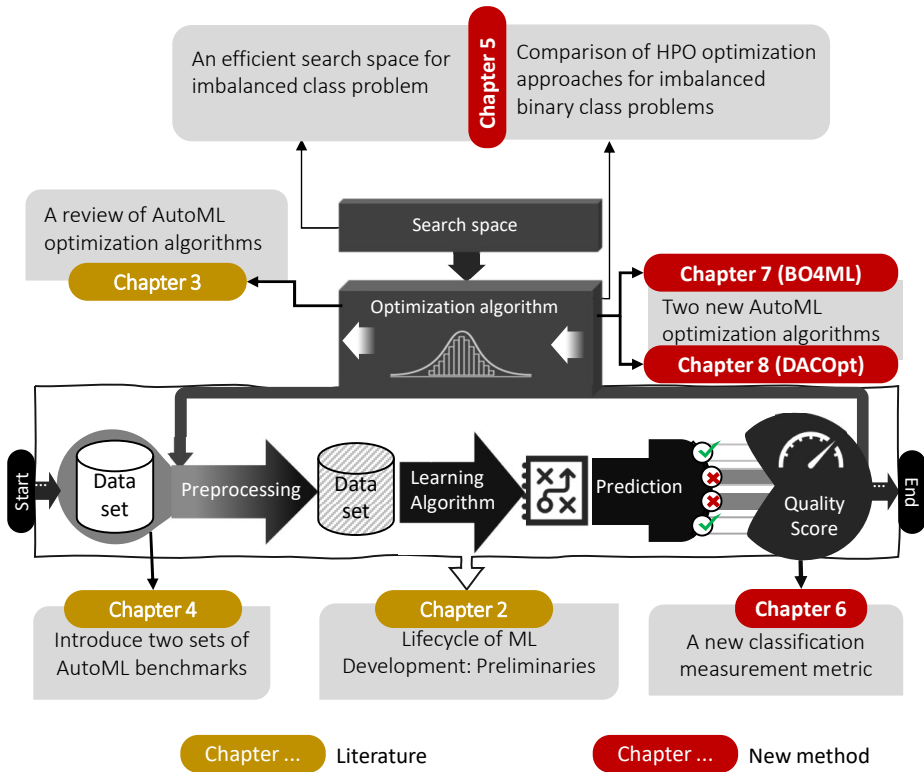 An efficient search space for
imbalanced class problem
Chapter 5
Comparison of HPO optimization
approaches for imbalanced
binary class problems
A review of AutoML
optimization algorithms
Chapter 3
Search space
Optimization algorithm
Chapter 7 (BO4ML)
Two new AutoML
optimization algorithms
Chapter 8 (DACOpt)
Start
Data
set
Preprocessing
Data
set
Learning
Algorithm
Prediction
Quality
Score
End
Chapter 4
Introduce two sets of
AutoML benchmarks
Chapter 2
Lifecycle of ML
Development: Preliminaries
Chapter 6
A new classification
measurement metric
Chapter ...
Literature
Chapter ...
New method